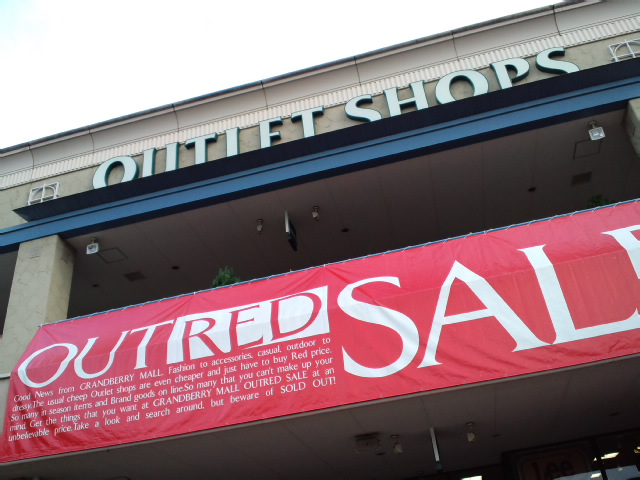 OUTLET SHOPS
OUTRED SALE
Good News from GRANDBERRY MALL. Fashion to accessories, casual, outdoor to
dressy.The usual cheep Outlet shops are even cheaper and just have to buy Red price.
So many in season items and Brand goods on line.So many that you can't make up your
mind. Get the things that you want at GRANDBERRY MALL OUTRED SALE at an
unbelievable price.Take a look and search around, but beware of SOLD OUT!
Lee